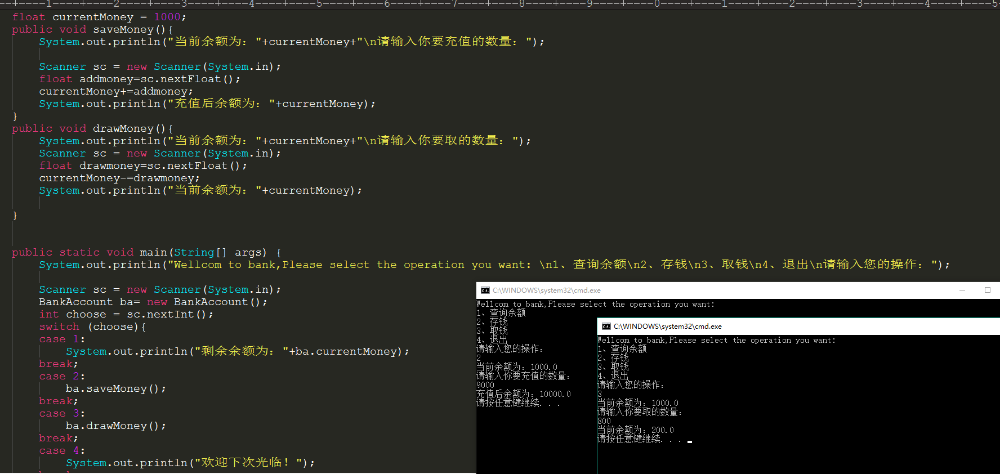 ----+----1----+----2----+----3----+----4----+----5----+----6----+----7----+----8----+----9----+----0----+----1----+----2----+----3----+----4----+----5
float currentMoney = 1000;
public void saveMoney(){
System.out.println("当前余额为: "+currentMoney+"\n请输入你要充值的数量: ");
Scanner sc = new Scanner(System.in);
float addmoney=sc.nextFloat();
currentMoney+=addmoney;
System.out.println("充值后余额为: "+currentMoney);
}
public void drawMoney(){
System.out.println("当前余额为: "+currentMoney+"\n请输入你要取的数量: ");
Scanner sc = new Scanner(System.in);
float drawmoney=sc.nextFloat();
currentMoney-=drawmoney;
System.out.println("当前余额为: "+currentMoney);
}
public static void main(String[] args) {
System.out.println("Wellcom to bank,Please select the operation you want: \n1、查询余额\n2、存钱\n3、取钱\n4、退出\n请输入您的操作: ");
Scanner sc = new Scanner(System.in);
BankAccount ba= new BankAccount();
int choose = sc.nextInt();
switch (choose){
case 1:
System.out.println("剩余余额为: "+ba.currentMoney);
break;
case 2:
ba.saveMoney();
break;
case 3:
ba.drawMoney();
break;
case 4:
System.out.println("欢迎下次光临! ");
C:\WINDOWS\system32\cmd.exe
Wellcom to bank,Please select the operation you want:
1、查询余额
2、存钱
3、取钱
4、退出
请输入您的操作:
2
当前余额为: 1000.0
请输入你要充值的数量:
9000
充值后余额为: 10000.0
请按任意键继续. . .
C:\WINDOWS\system32\cmd.exe
Wellcom to bank,Please select the operation you want:
1、查询余额
2、存钱
3、取钱
4、退出
请输入您的操作:
3
当前余额为: 1000.0
请输入你要取的数量:
800
当前余额为: 200.0
请按任意键继续. . .